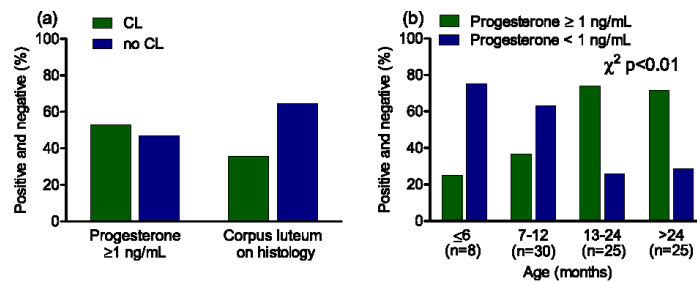 (a)
CL
no CL
Positive and negative (%)
100
80
60
40
20
0
Progesterone
≥1 ng/mL
Corpus luteum
on histology
(b)
Progesterone ≥ 1 ng/mL
Progesterone < 1 ng/mL
χ² p<0.01
Positive and negative (%)
100
80
60
40
20
0
≤6
(n=8)
7-12
(n=30)
13-24
(n=25)
>24
(n=25)
Age (months)